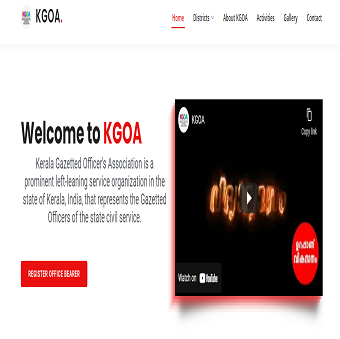 KGOA.
Home Districts About KGOA Activities Gallery Contact
Welcome to KGOA
Kerala Gazetted Officer's Association is a
prominent left-leaning service organization in the
state of Kerala, India, that represents the Gazetted
Officers of the state civil service.
REGISTER OFFICE BEARER
KGOA
Copy link
Watch on YouTube